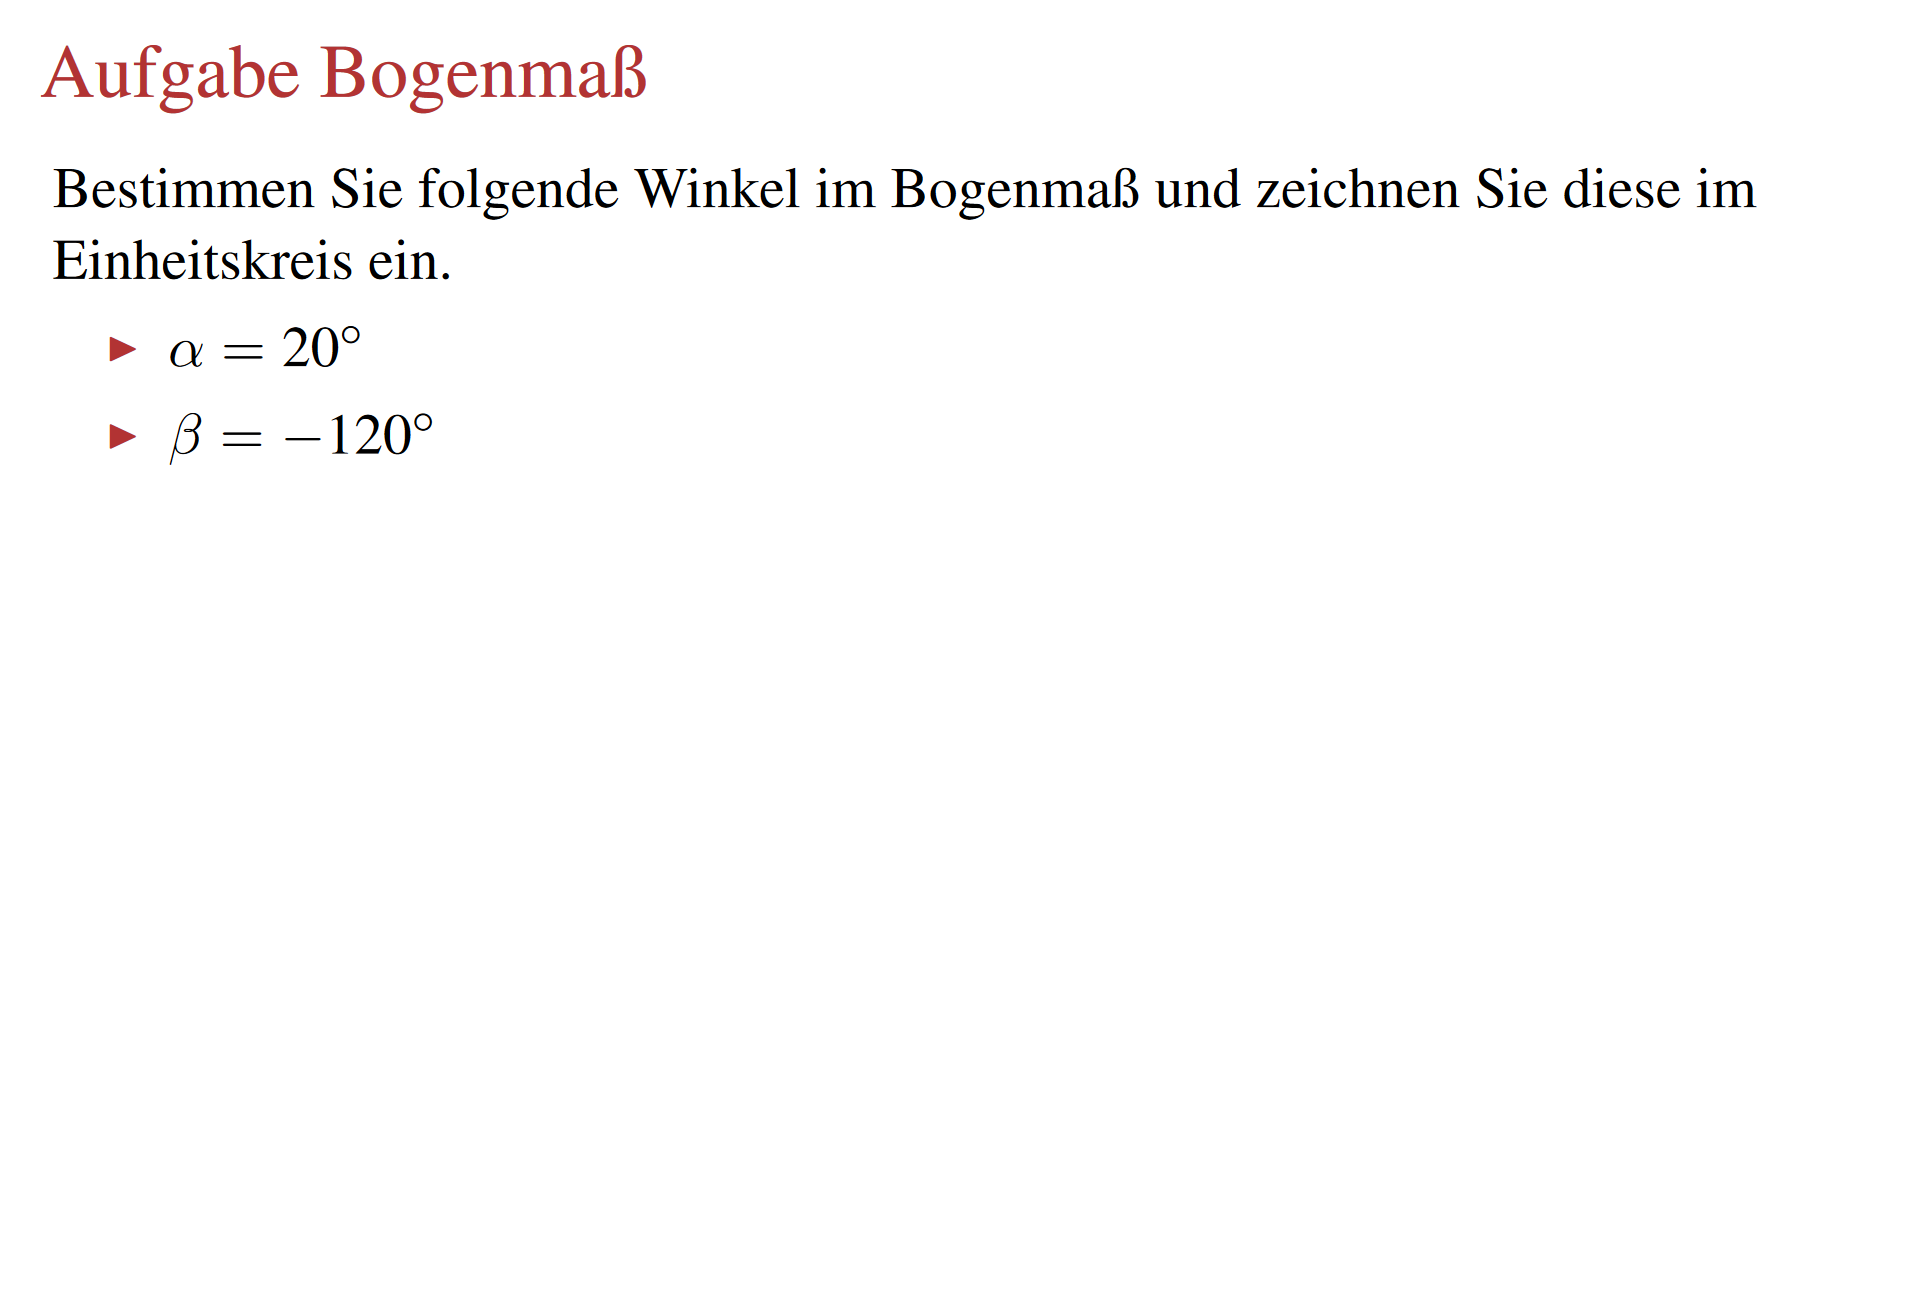 Aufgabe Bogenmaß
Bestimmen Sie folgende Winkel im Bogenmaß und zeichnen Sie diese im
Einheitskreis ein.
▶ α = 20°
▶ β = −120°